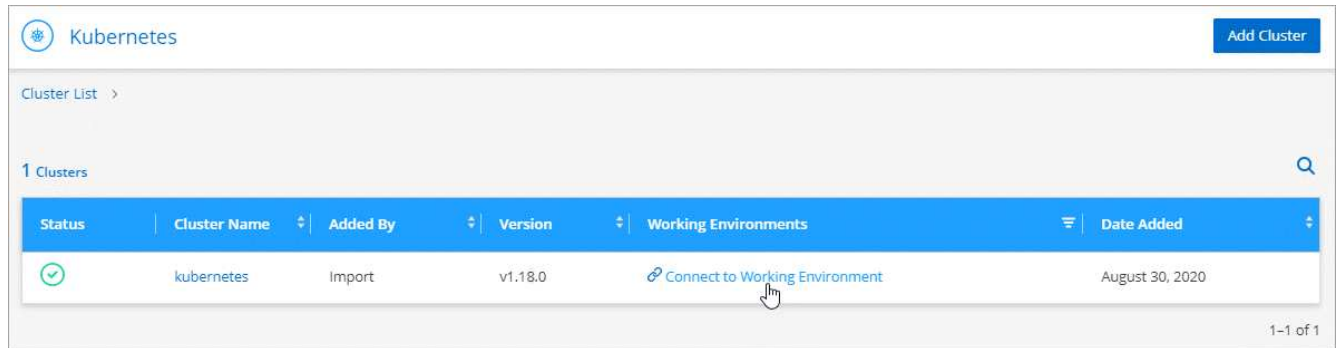 Kubernetes
Add Cluster
Cluster List >
1 Clusters
Status Cluster Name Added By Version Working Environments Date Added
kubernetes Import v1.18.0 Connect to Working Environment August 30, 2020
1–1 of 1